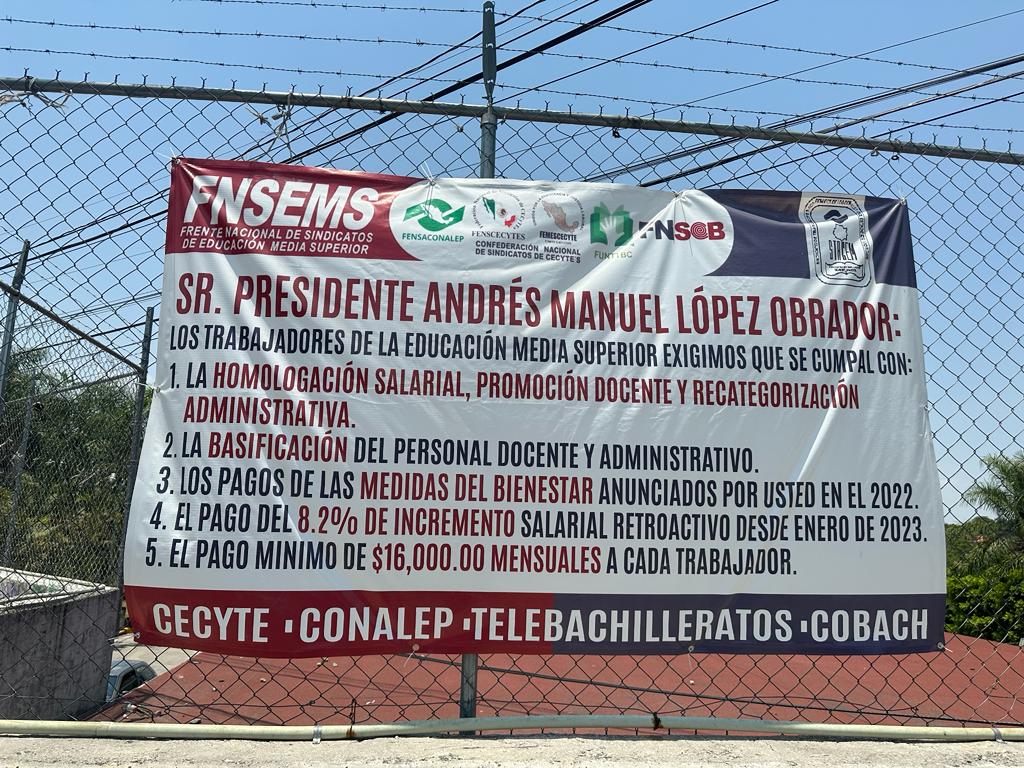 FNSEMS
FRENTE NACIONAL DE SINDICATOS
DE EDUCACIÓN MEDIA SUPERIOR
FENSACONALEP
FENSCECYTES
FEMESCECYTE
CONFEDERACIÓN NACIONAL
DE SINDICATOS DE CECYTE'S
FUNTTBC
FNSCB
SR. PRESIDENTE ANDRÉS MANUEL LÓPEZ OBRADOR:
LOS TRABAJADORES DE LA EDUCACIÓN MEDIA SUPERIOR EXIGIMOS QUE SE CUMPAL CON:
1. LA HOMOLOGACIÓN SALARIAL, PROMOCIÓN DOCENTE Y RECATEGORIZACIÓN
ADMINISTRATIVA.
2. LA BASIFICACIÓN DEL PERSONAL DOCENTE Y ADMINISTRATIVO.
3. LOS PAGOS DE LAS MEDIDAS DEL BIENESTAR ANUNCIADOS POR USTED EN EL 2022.
4. EL PAGO DEL 8.2% DE INCREMENTO SALARIAL RETROACTIVO DESDE ENERO DE 2023.
5. EL PAGO MINIMO DE $16,000.00 MENSUALES A CADA TRABAJADOR.
CECYTE · CONALEP · TELEBACHILLERATOS · COBACH